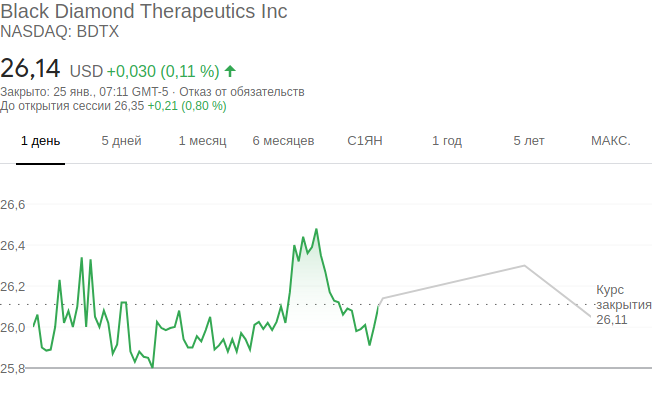 Black Diamond Therapeutics Inc
NASDAQ: BDTX
26,14 USD +0,030 (0,11 %)
Закрыто: 25 янв., 07:11 GMT-5 · Отказ от обязательств
До открытия сессии 26,35 +0,21 (0,80 %)
1 день 5 дней 1 месяц 6 месяцев С1ЯН 1 год 5 лет МАКС.
26,6
26,4
26,2
26,0
25,8
Курс
закрытия
26,11